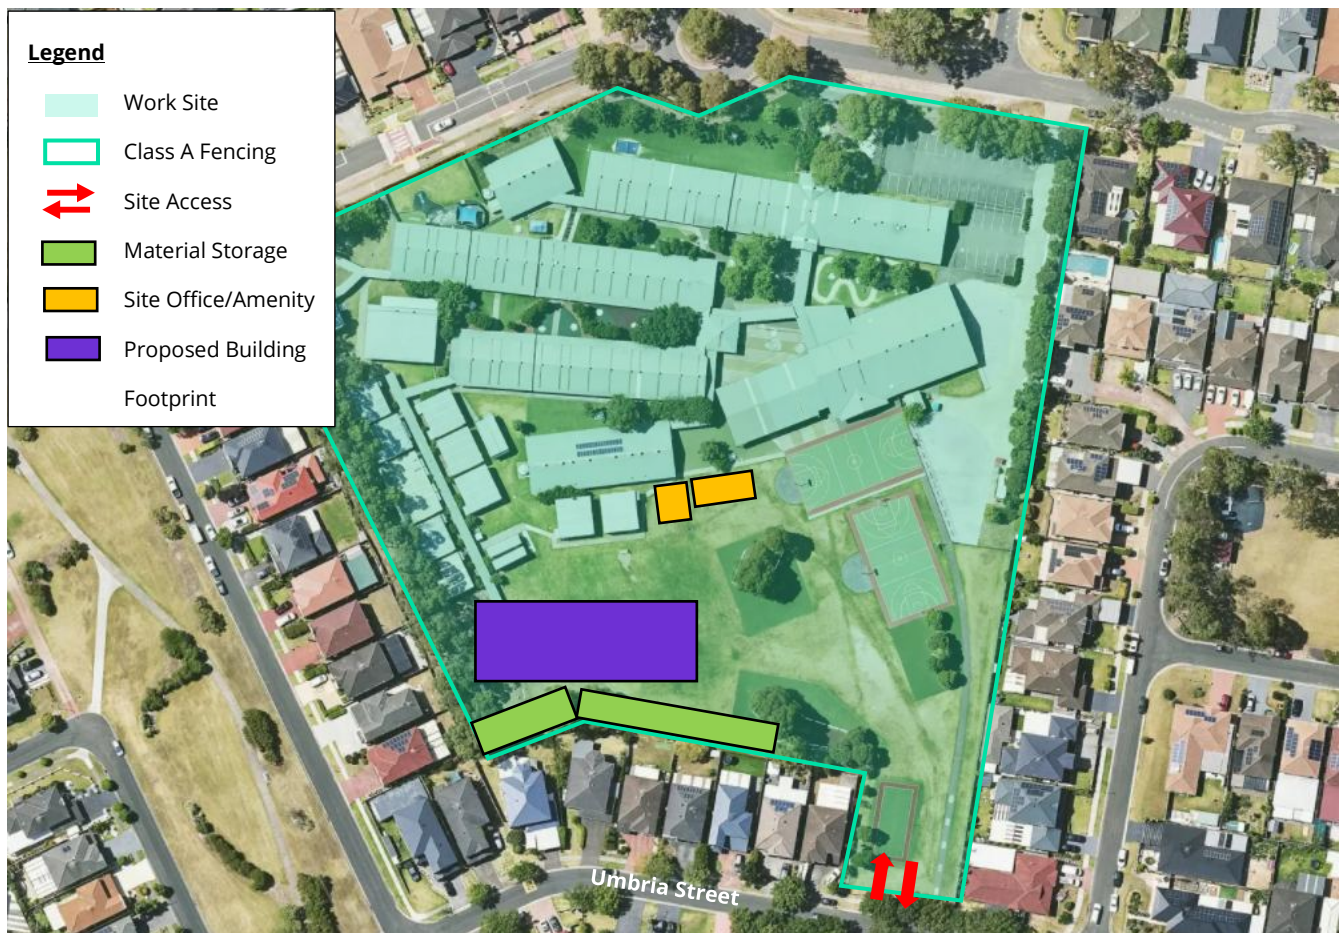 Legend
Work Site
Class A Fencing
Site Access
Material Storage
Site Office/Amenity
Proposed Building
Footprint
Umbria Street